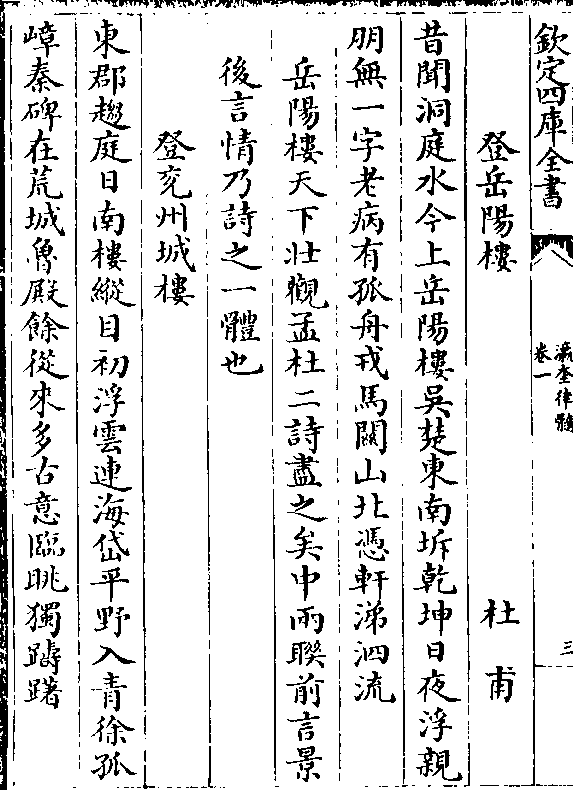 欽定四庫全書
瀛奎律髓
卷一
三
登岳陽樓
杜甫
昔聞洞庭水今上岳陽樓吳楚東南坼乾坤日夜浮親
朋無一字老病有孤舟戎馬關山北憑軒涕泗流
岳陽樓天下壯觀孟杜二詩盡之矣中兩聨前言景
後言情乃詩之一體也
登兖州城樓
東郡趨庭日南樓縱目初浮雲連海岱平野入青徐孤
嶂秦碑在荒城魯殿餘從來多古意臨眺獨躊躇